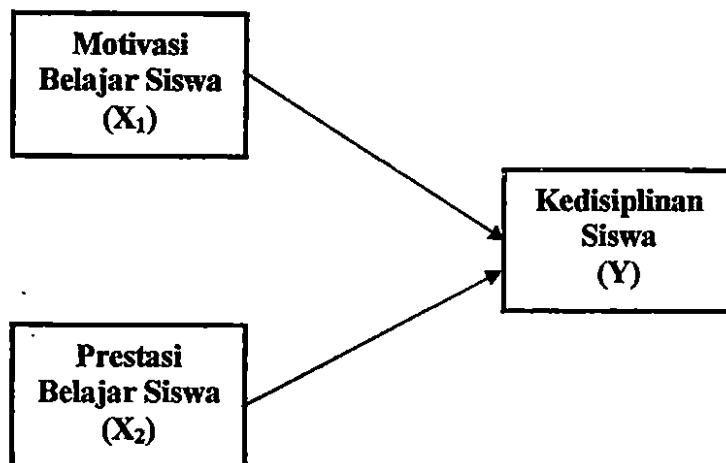 Motivasi
Belajar Siswa
(X₁)
Kedisiplinan
Siswa
(Y)
Prestasi
Belajar Siswa
(X₂)